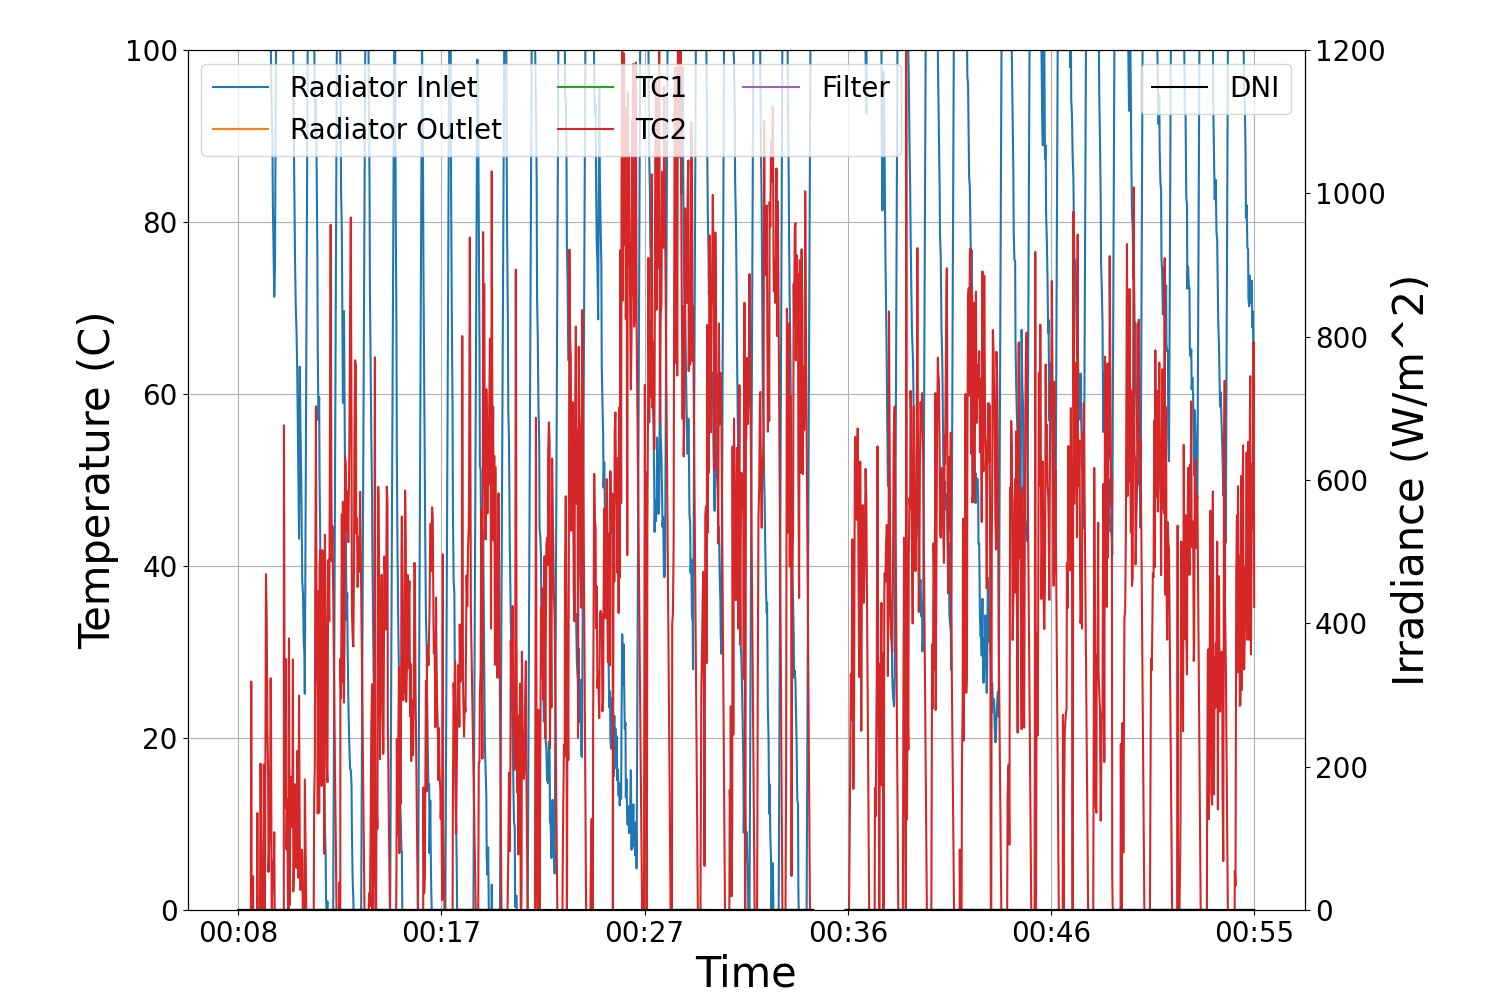 100
80
60
40
20
0
Temperature (C)
Radiator Inlet
Radiator Outlet
TC1
TC2
Filter
DNI
1200
1000
800
600
400
200
0
Irradiance (W/m^2)
00:08
00:17
00:27
00:36
00:46
00:55
Time